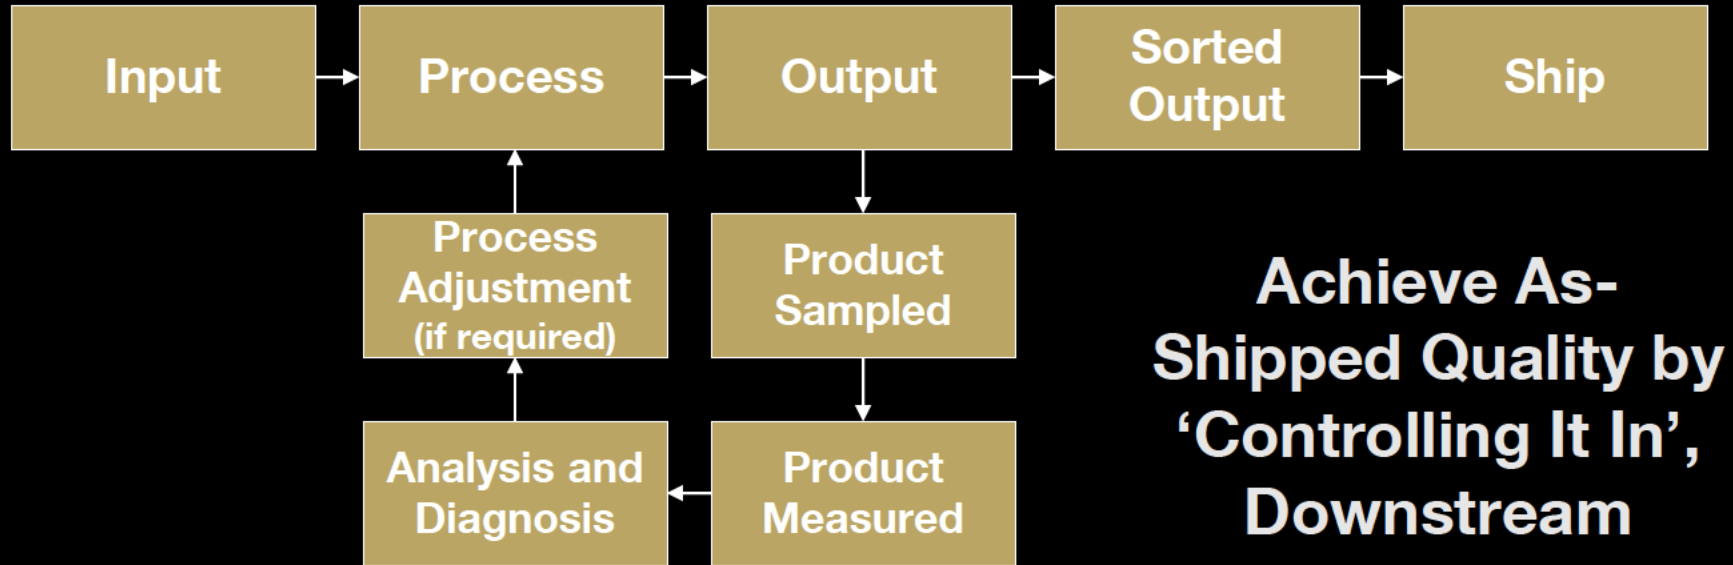 Input
Process
Output
Sorted
Output
Ship
Process
Adjustment
(if required)
Product
Sampled
Analysis and
Diagnosis
Product
Measured
Achieve As-
Shipped Quality by
‘Controlling It In’,
Downstream